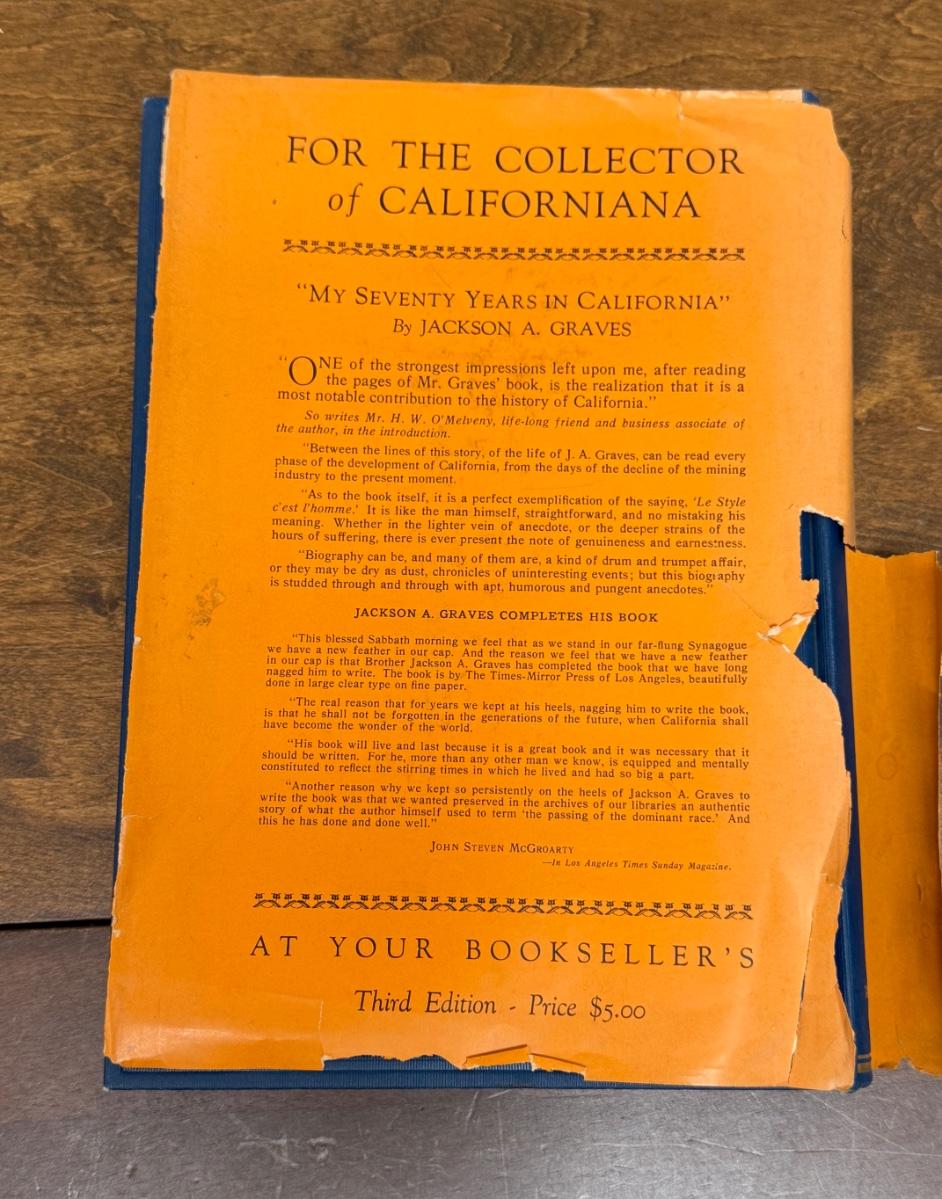 FOR THE COLLECTOR
of CALIFORNIANA
"MY SEVENTY YEARS IN CALIFORNIA"
By JACKSON A. GRAVES
"ONE of the strongest impressions left upon me, after reading
the pages of Mr. Graves' book, is the realization that it is a
most notable contribution to the history of California."
So writes Mr. H. W. O'Melveny, life-long friend and business associate of
the author, in the introduction.
"Between the lines of this story, of the life of J. A. Graves, can be read every
phase of the development of California, from the days of the decline of the mining
industry to the present moment.
"As to the book itself, it is a perfect exemplification of the saying, 'Le Style
c'est l'homme.' It is like the man himself, straightforward, and no mistaking his
meaning. Whether in the lighter vein of anecdote, or the deeper strains of the
hours of suffering, there is ever present the note of genuineness and earnestness.
"Biography can be, and many of them are, a kind of drum and trumpet affair,
or they may be dry as dust, chronicles of uninteresting events; but this biography
is studded through and through with apt, humorous and pungent anecdotes."
JACKSON A. GRAVES COMPLETES HIS BOOK
"This blessed Sabbath morning we feel that as we stand in our far-flung Synagogue
we have a new feather in our cap. And the reason we feel that we have a new feather
in our cap is that Brother Jackson A. Graves has completed the book that we have long
nagged him to write. The book is by The Times-Mirror Press of Los Angeles, beautifully
done in large clear type on fine paper.
"The real reason that for years we kept at his heels, nagging him to write the book,
is that he shall not be forgotten in the generations of the future, when California shall
have become the wonder of the world.
"His book will live and last because it is a great book and it was necessary that it
should be written. For he, more than any other man we know, is equipped and mentally
constituted to reflect the stirring times in which he lived and had so big a part.
"Another reason why we kept so persistently on the heels of Jackson A. Graves to
write the book was that we wanted preserved in the archives of our libraries an authentic
story of what the author himself used to term 'the passing of the dominant race.' And
this he has done and done well."
JOHN STEVEN MCGROARTY
—In Los Angeles Times Sunday Magazine.
AT YOUR BOOKSELLER'S
Third Edition - Price $5.00